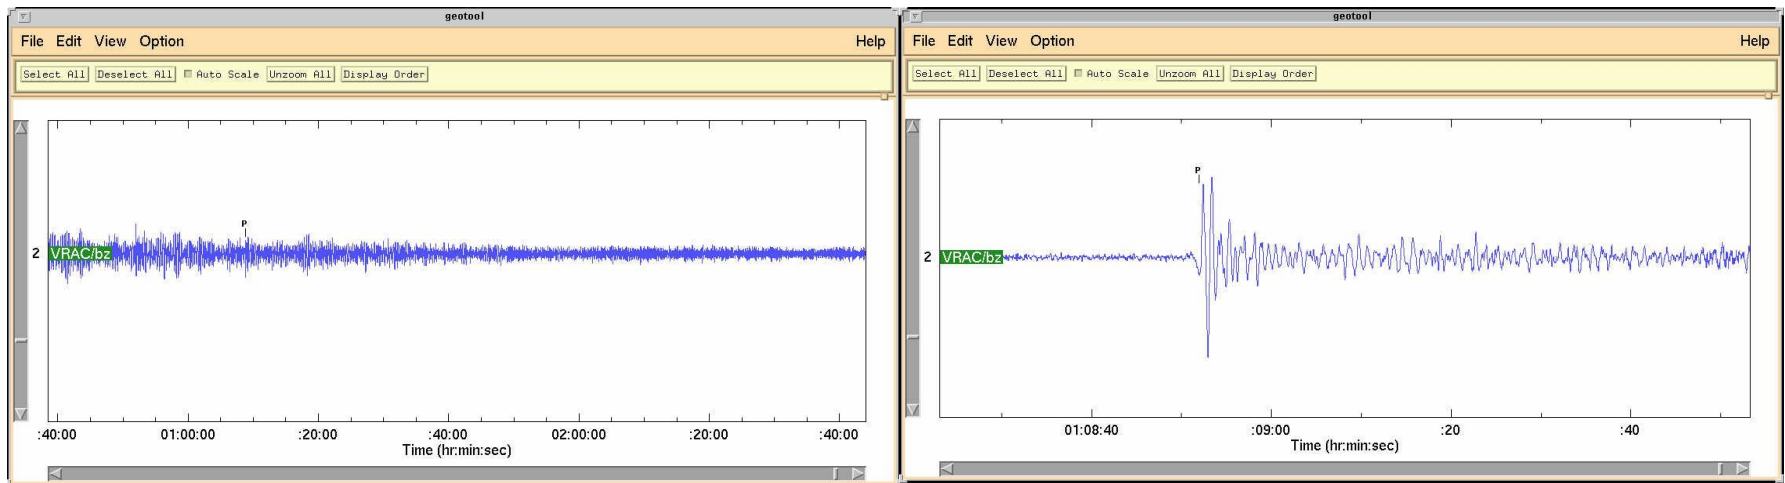 geotool
File Edit View Option Help
Select All Deselect All Auto Scale Unzoom All Display Order
P
2 VRAC/bz
:40:00 01:00:00 :20:00 :40:00 02:00:00 :20:00 :40:00
Time (hr:min:sec)
geotool
File Edit View Option Help
Select All Deselect All Auto Scale Unzoom All Display Order
P
2 VRAC/bz
01:08:40 :09:00 :20 :40
Time (hr:min:sec)